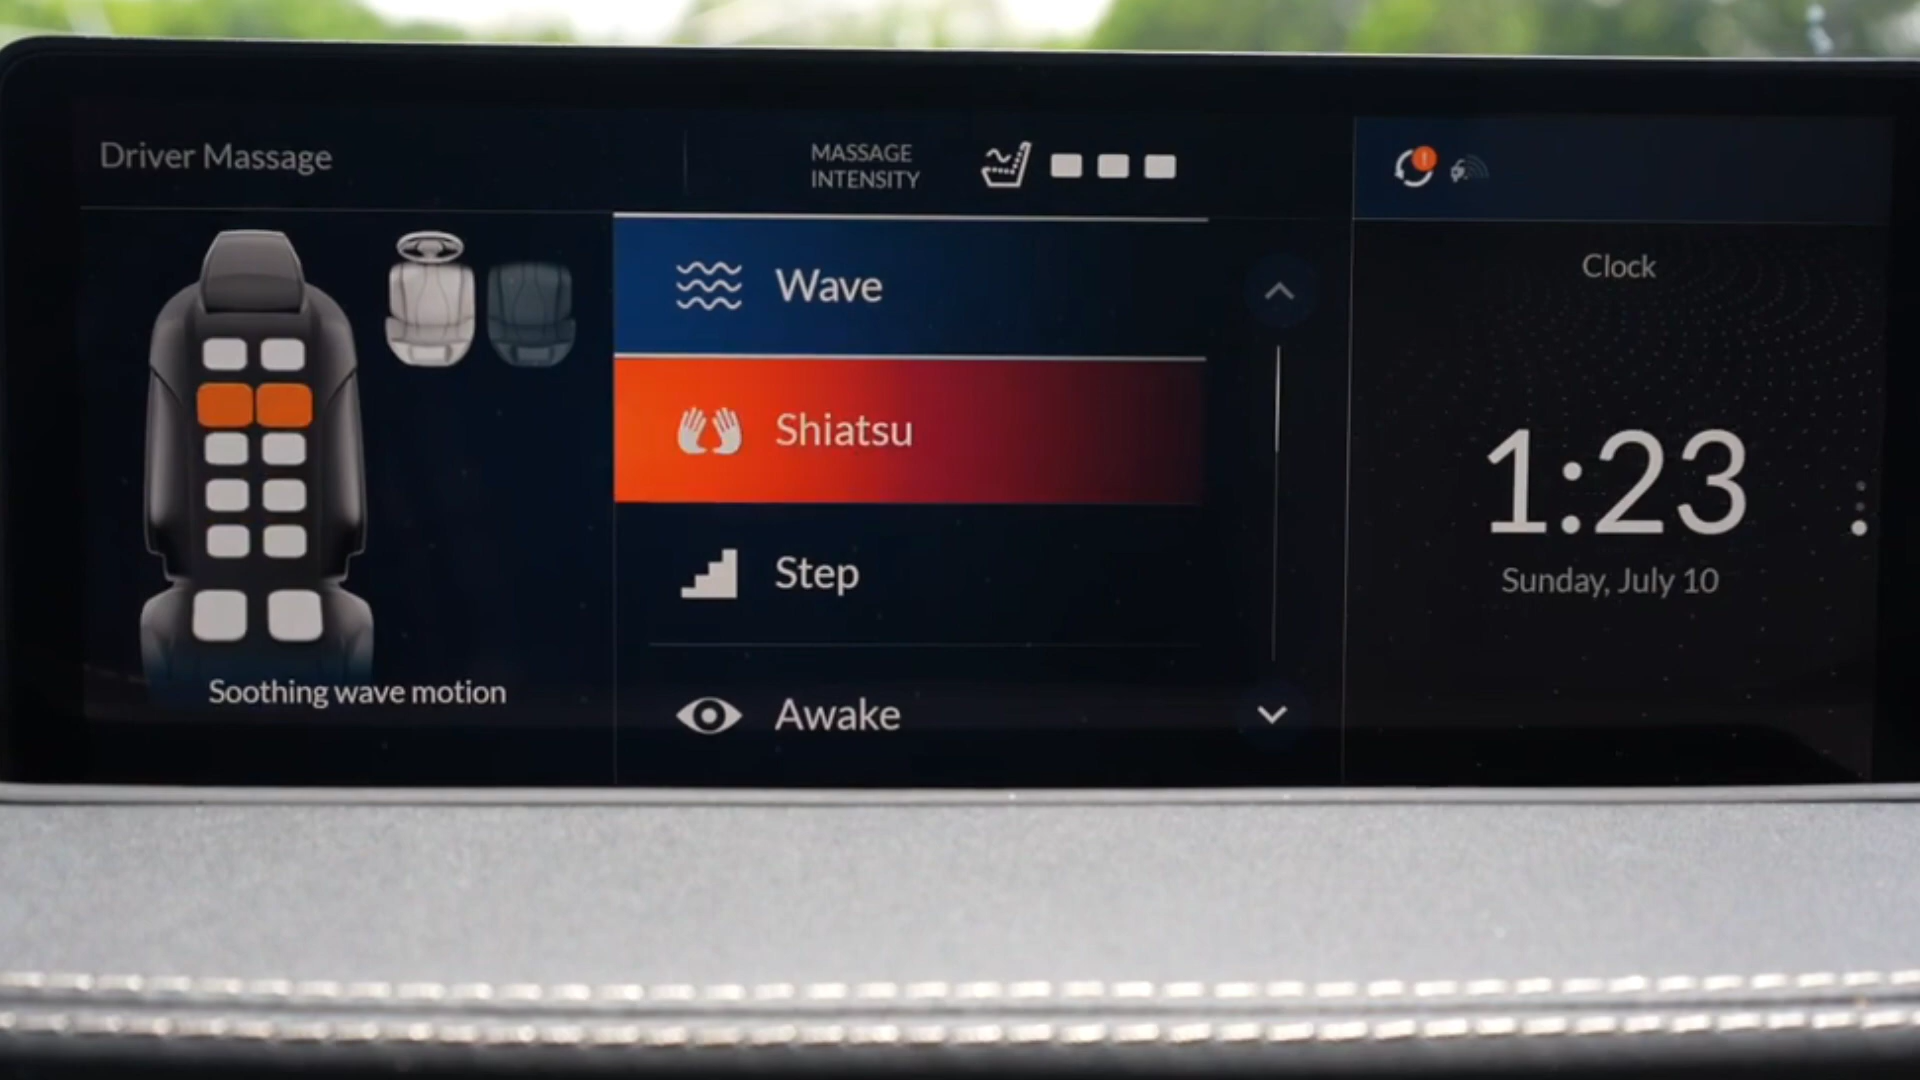 Driver Massage
MASSAGE
INTENSITY
Wave
Shiatsu
Step
Awake
Soothing wave motion
Clock
1:23
Sunday, July 10